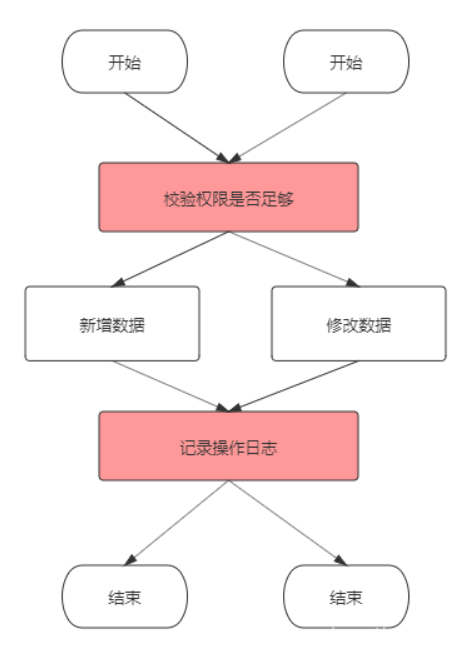 开始
开始
校验权限是否足够
新增数据
修改数据
记录操作日志
结束
结束